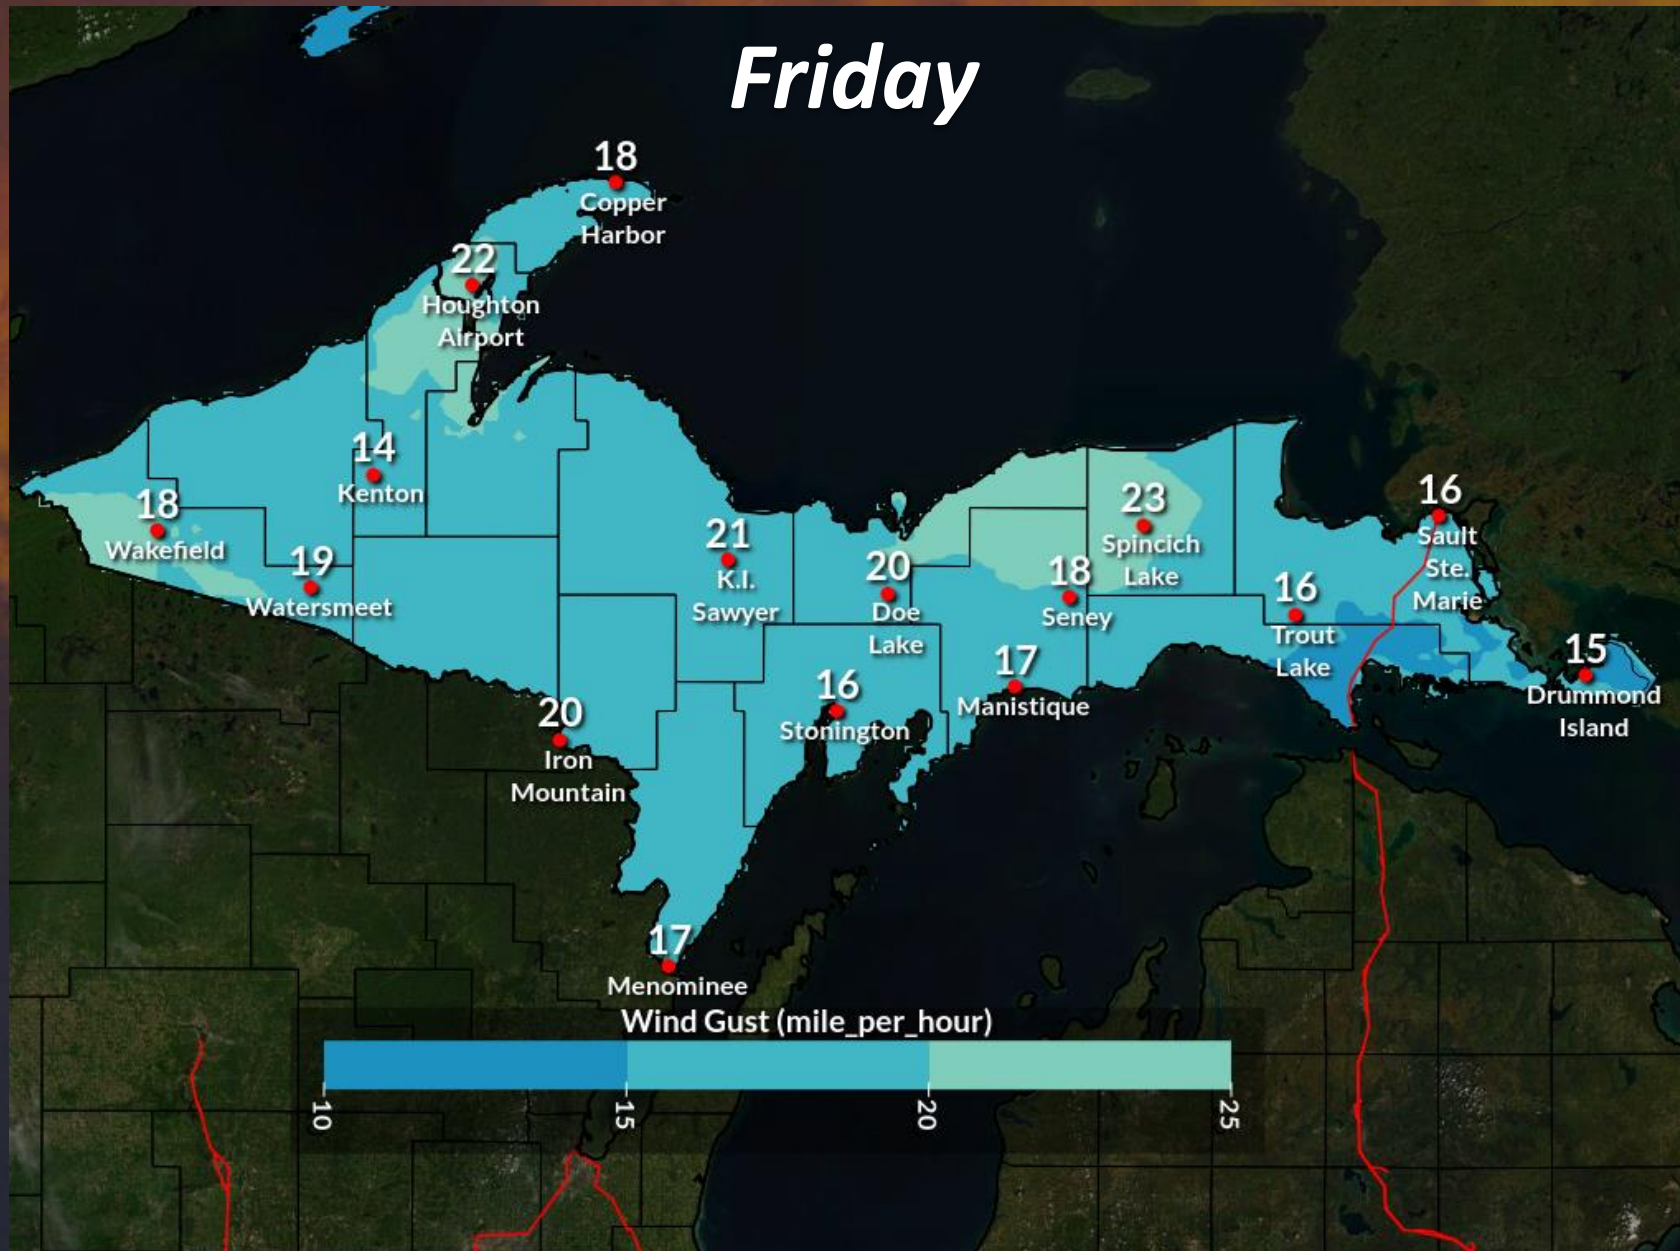 Friday
18
Copper
Harbor
22
Houghton
Airport
14
Kenton
18
Wakefield
19
Watersmeet
21
K.I.
Sawyer
20
Doe
Lake
23
Spincich
Lake
18
Seney
16
Sault
Ste.
Marie
16
Trout
Lake
15
Drummond
Island
17
Manistique
16
Stonington
20
Iron
Mountain
17
Menominee
Wind Gust (mile_per_hour)
10
15
20
25